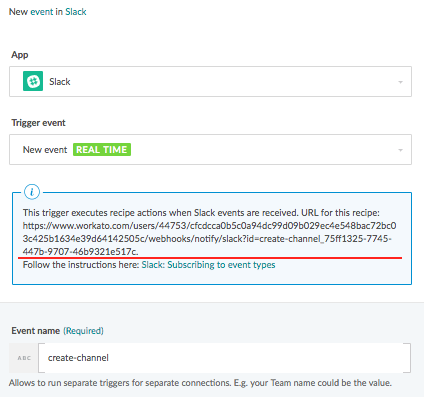 New event in Slack
App
Slack
Trigger event
New event REAL TIME
i
This trigger executes recipe actions when Slack events are received. URL for this recipe:
https://www.workato.com/users/44753/cfcdcca0b5c0a94dc99d09b029ec4e548bac72bc0
3c425b1634e39d64142505c/webhooks/notify/slack?id=create-channel_75ff1325-7745-
447b-9707-46b9321e517c.
Follow the instructions here: Slack: Subscribing to event types
Event name (Required)
ABC create-channel
Allows to run separate triggers for separate connections. E.g. your Team name could be the value.